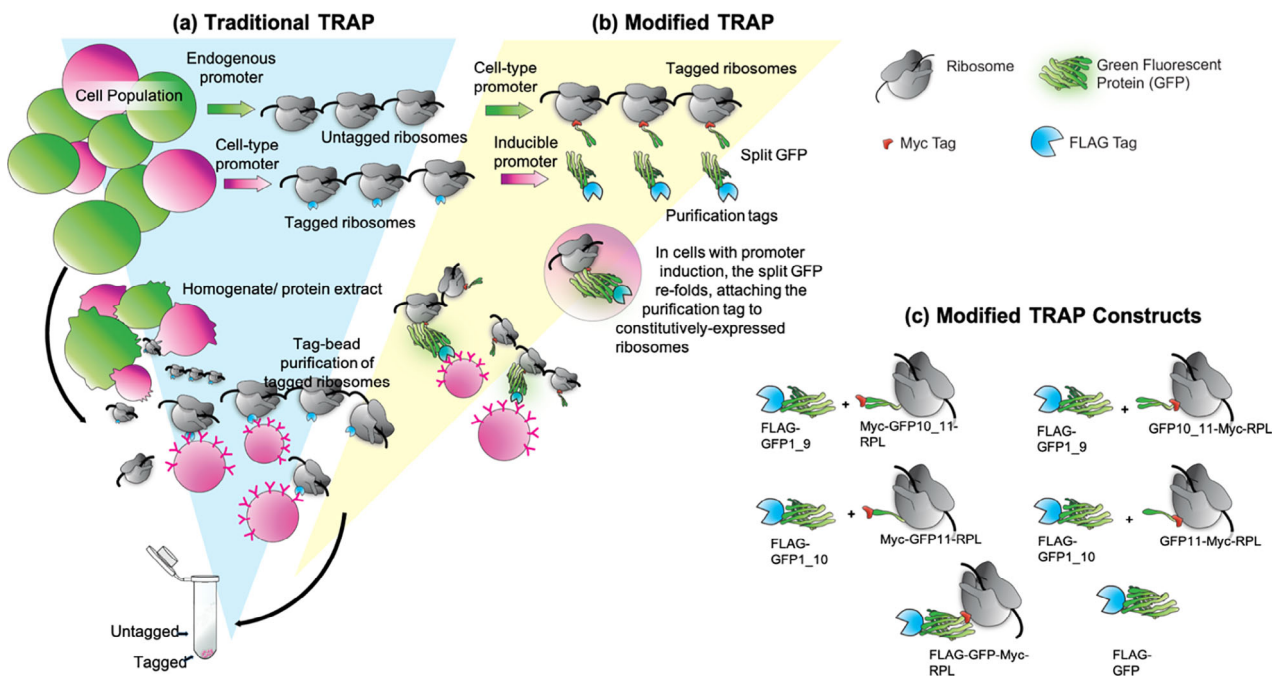 (a) Traditional TRAP
Cell Population
Endogenous
promoter
Untagged ribosomes
Cell-type
promoter
Tagged ribosomes
Homogenate/ protein extract
Tag-bead
purification of
tagged ribosomes
Untagged
Tagged
(b) Modified TRAP
Cell-type
promoter
Tagged ribosomes
Inducible
promoter
Split GFP
Purification tags
In cells with promoter
induction, the split GFP
re-folds, attaching the
purification tag to
constitutively-expressed
ribosomes
Ribosome
Green Fluorescent
Protein (GFP)
Myc Tag
FLAG Tag
(c) Modified TRAP Constructs
FLAG-
GFP1_9
+
Myc-GFP10_11-
RPL
FLAG-
GFP1_9
+
GFP10_11-Myc-RPL
FLAG-
GFP1_10
+
Myc-GFP11-RPL
FLAG-
GFP1_10
+
GFP11-Myc-RPL
FLAG-GFP-Myc-
RPL
FLAG-
GFP